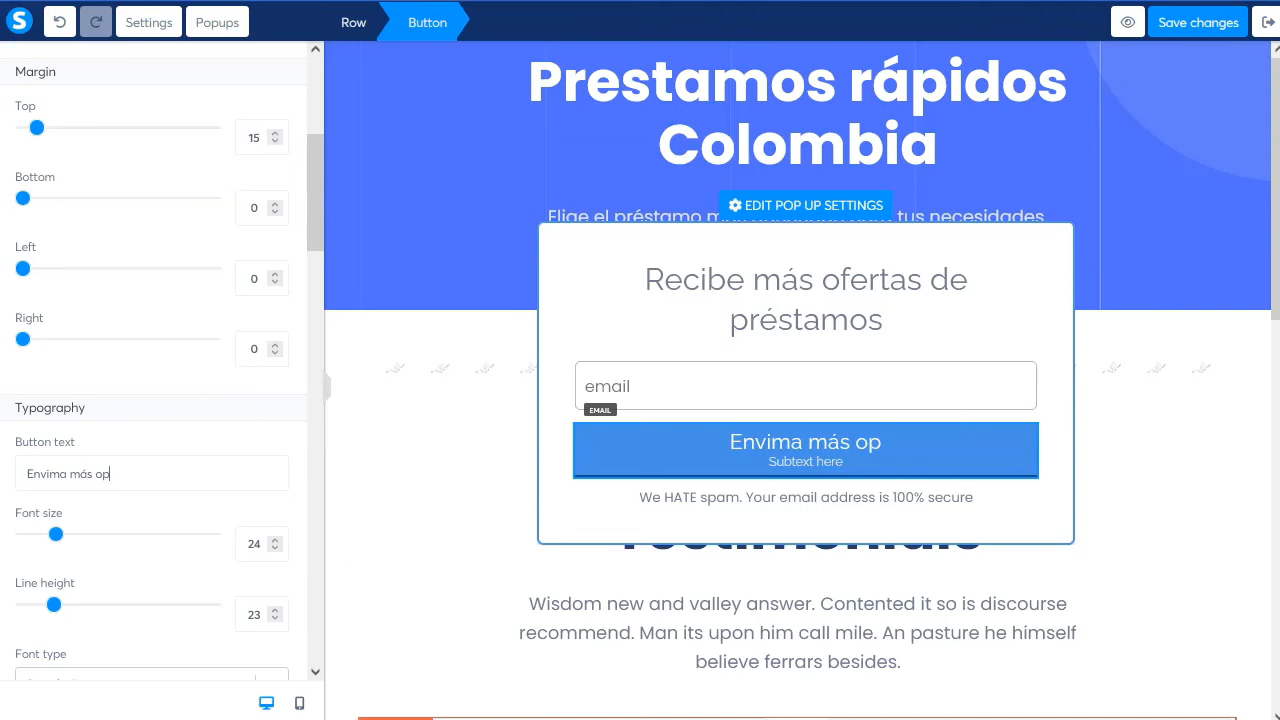 S
Settings
Popups
Row
Button
Save changes
Margin
Top
15
Bottom
0
Left
0
Right
0
Typography
Button text
Envima más op
Font size
24
Line height
23
Font type
Prestamos rápidos
Colombia
EDIT POP UP SETTINGS
Elige el préstamo tus necesidades
Recibe más ofertas de
préstamos
email
EMAIL
Envima más op
Subtext here
We HATE spam. Your email address is 100% secure
Testimonials
Wisdom new and valley answer. Contented it so is discourse
recommend. Man its upon him call mile. An pasture he himself
believe ferrars besides.